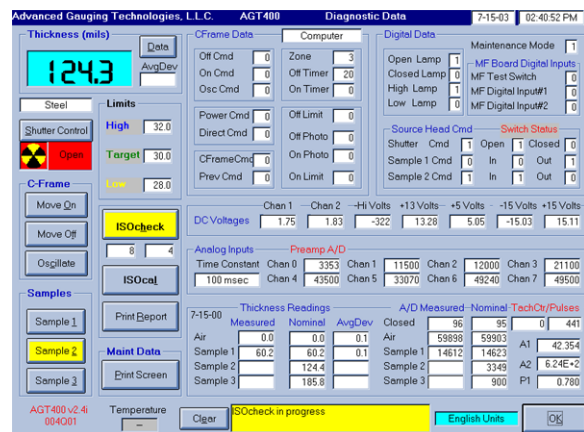 Advanced Gauging Technologies, L.L.C. AGT400 Diagnostic Data 7-15-03 02:40:52 PM
Thickness (mils)
124.3
Data
AvgDev
Steel
Shutter Control
Open
Limits
High 32.0
Target 30.0
Low 28.0
C-Frame
Move On
Move Off
Oscillate
ISOcheck
8 4
ISOcal
Print Report
Samples
Sample 1
Sample 2
Sample 3
Maint Data
Print Screen
CFrame Data Computer
Off Cmd 0 Zone 3
On Cmd 0 Off Timer 20
Osc Cmd 0 On Timer 0
Power Cmd 0 Off Limit 0
Direct Cmd 0 Off Photo 0
CFrameCmd 0 On Photo 0
Prev Cmd 0 On Limit 0
Digital Data
Maintenance Mode 1
Open Lamp 1
Closed Lamp 0
High Lamp 1
Low Lamp 0
MF Board Digital Inputs
MF Test Switch 0
MF Digital Input#1 0
MF Digital Input#2 0
Source Head Cmd Switch Status
Shutter Cmd 1 Open 1 Closed 0
Sample 1 Cmd 0 In 0 Out 1
Sample 2 Cmd 1 In 0 Out 1
Chan 1 Chan 2 -Hi Volts +13 Volts +5 Volts -15 Volts +15 Volts
DC Voltages 1.75 1.83 -322 13.28 5.05 -15.03 15.11
Analog Inputs Preamp A/D
Time Constant Chan 0 3353 Chan 1 11500 Chan 2 12000 Chan 3 21100
100 msec Chan 4 43500 Chan 5 33070 Chan 6 49240 Chan 7 49500
7-15-00 Thickness Readings A/D Measured Nominal TachCtr/Pulses
Measured Nominal AvgDev Closed 96 95 0 441
Air 0.0 0.0 0.1 Air 59898 59903 A1 42.354
Sample 1 60.2 60.2 0.1 Sample 1 14612 14623
Sample 2 124.4 Sample 2 3349 A2 6.24E+2
Sample 3 185.8 Sample 3 900 P1 0.780
AGT400 v2.4i
004Q01
Temperature
--
Clear
ISOcheck in progress
English Units
OK